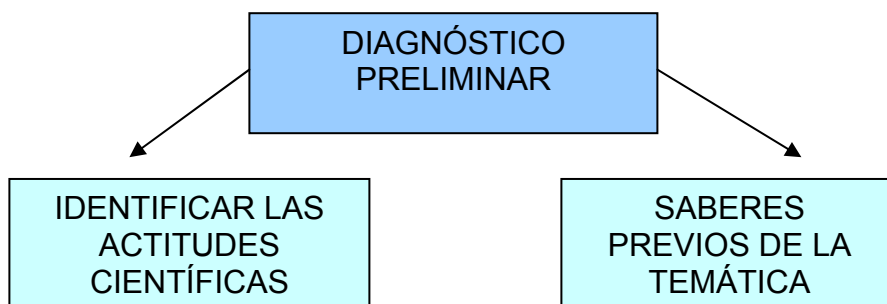 DIAGNÓSTICO
PRELIMINAR
IDENTIFICAR LAS
ACTITUDES
CIENTÍFICAS
SABERES
PREVIOS DE LA
TEMÁTICA